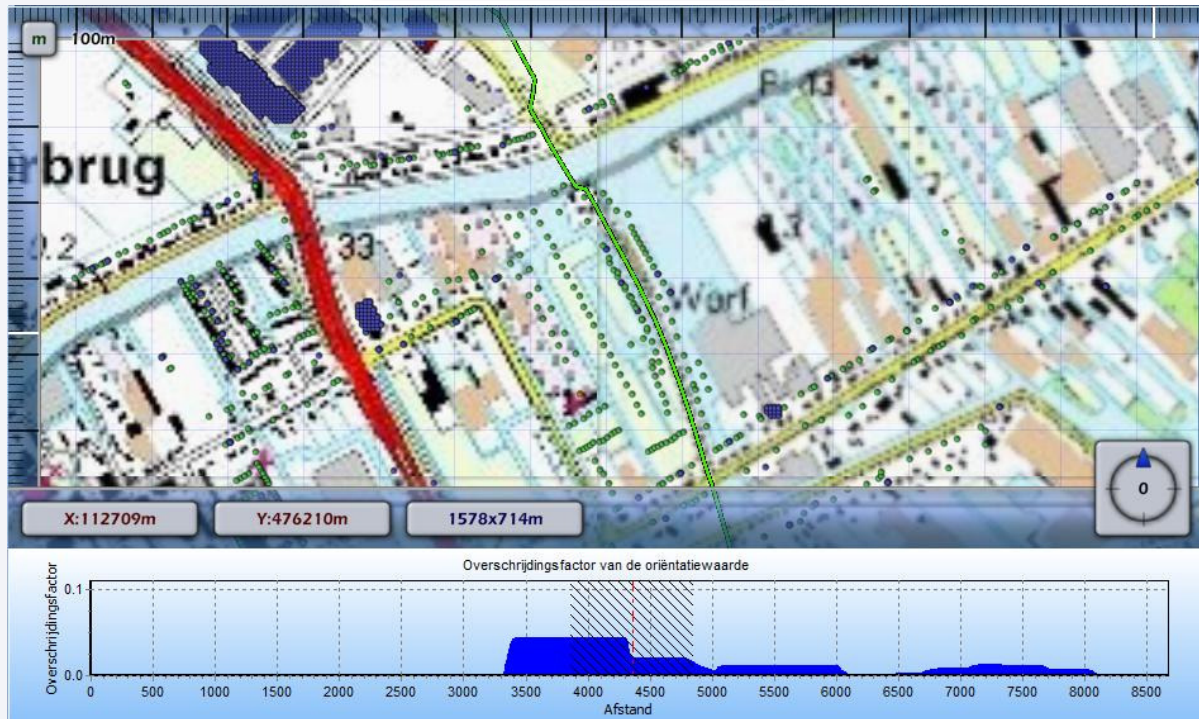 m
100m
brug
33
Werf
X:112709m
Y:476210m
1578x714m
0
Overschrijdingsfactor van de oriëntatiewaarde
Overschrijdingsfactor
0.1
0.0
0 500 1000 1500 2000 2500 3000 3500 4000 4500 5000 5500 6000 6500 7000 7500 8000 8500
Afstand